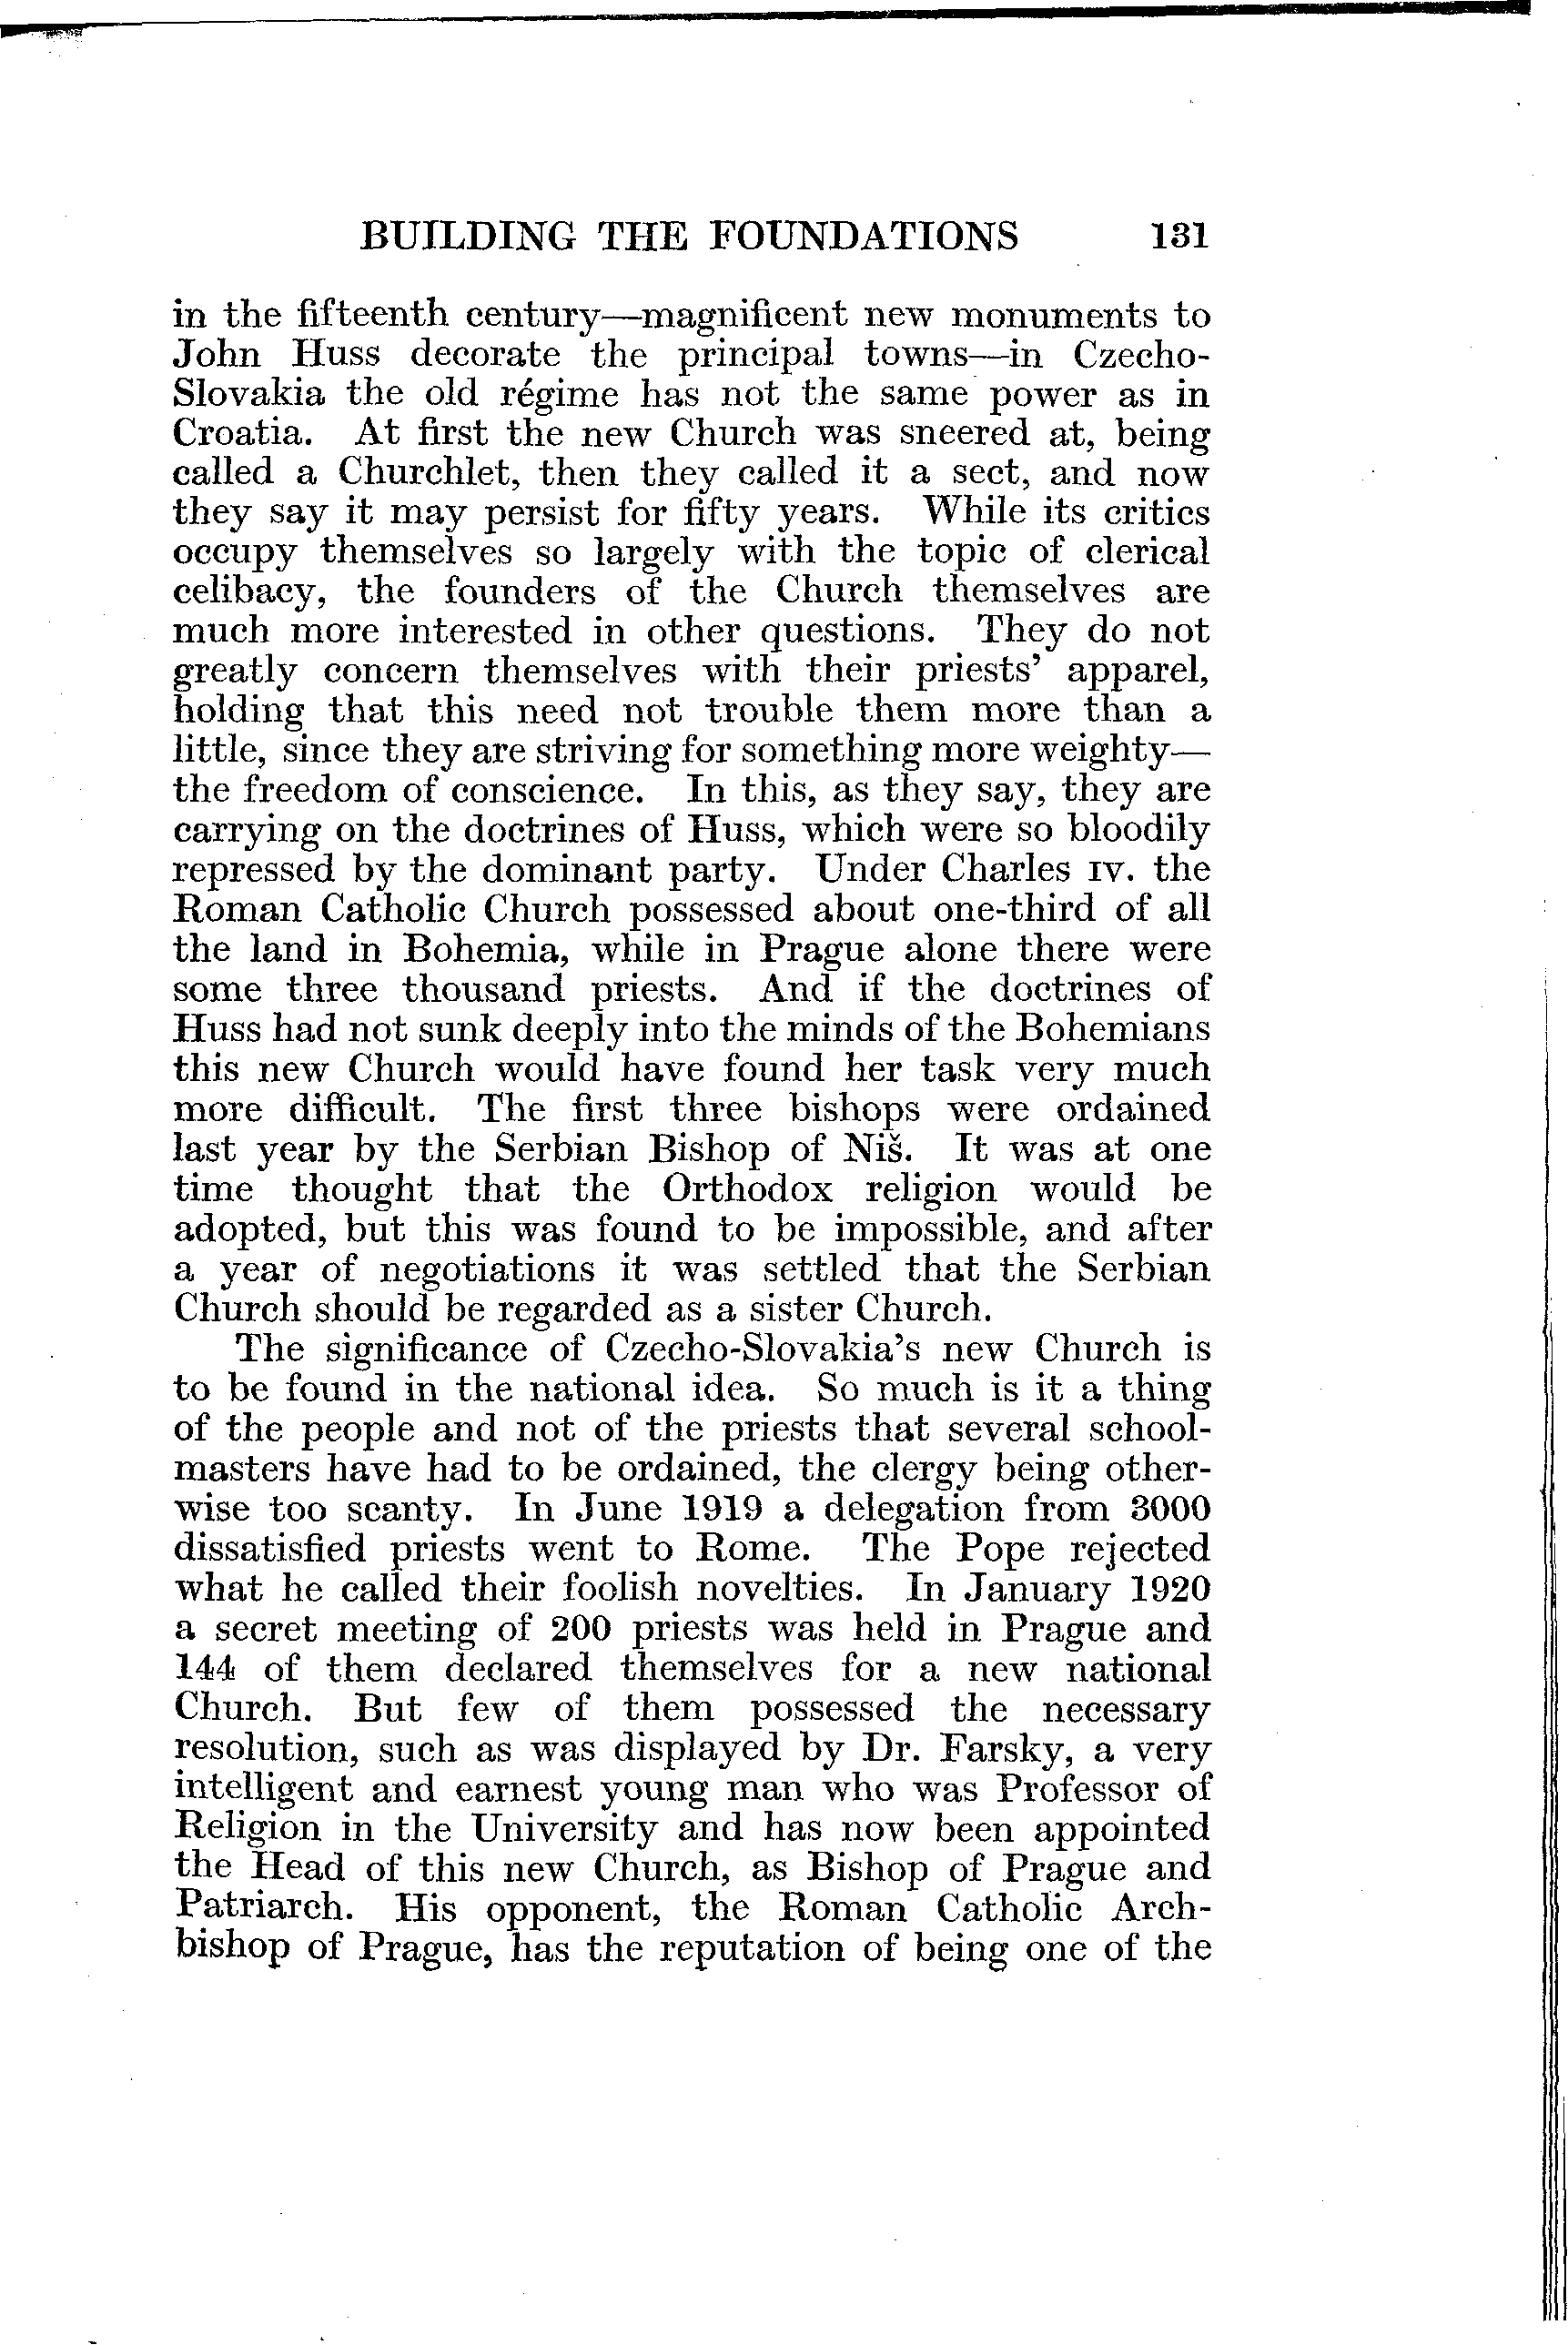 BUILDING THE FOUNDATIONS 131
in the fifteenth century—magnificent new monuments to
John Huss decorate the principal towns—in Czecho-
Slovakia the old régime has not the same power as in
Croatia. At first the new Church was sneered at, being
called a Churchlet, then they called it a sect, and now
they say it may persist for fifty years. While its critics
occupy themselves so largely with the topic of clerical
celibacy, the founders of the Church themselves are
much more interested in other questions. They do not
greatly concern themselves with their priests' apparel,
holding that this need not trouble them more than a
little, since they are striving for something more weighty—
the freedom of conscience. In this, as they say, they are
carrying on the doctrines of Huss, which were so bloodily
repressed by the dominant party. Under Charles IV. the
Roman Catholic Church possessed about one-third of all
the land in Bohemia, while in Prague alone there were
some three thousand priests. And if the doctrines of
Huss had not sunk deeply into the minds of the Bohemians
this new Church would have found her task very much
more difficult. The first three bishops were ordained
last year by the Serbian Bishop of Niš. It was at one
time thought that the Orthodox religion would be
adopted, but this was found to be impossible, and after
a year of negotiations it was settled that the Serbian
Church should be regarded as a sister Church.
The significance of Czecho-Slovakia's new Church is
to be found in the national idea. So much is it a thing
of the people and not of the priests that several school-
masters have had to be ordained, the clergy being other-
wise too scanty. In June 1919 a delegation from 3000
dissatisfied priests went to Rome. The Pope rejected
what he called their foolish novelties. In January 1920
a secret meeting of 200 priests was held in Prague and
144 of them declared themselves for a new national
Church. But few of them possessed the necessary
resolution, such as was displayed by Dr. Farsky, a very
intelligent and earnest young man who was Professor of
Religion in the University and has now been appointed
the Head of this new Church, as Bishop of Prague and
Patriarch. His opponent, the Roman Catholic Arch-
bishop of Prague, has the reputation of being one of the